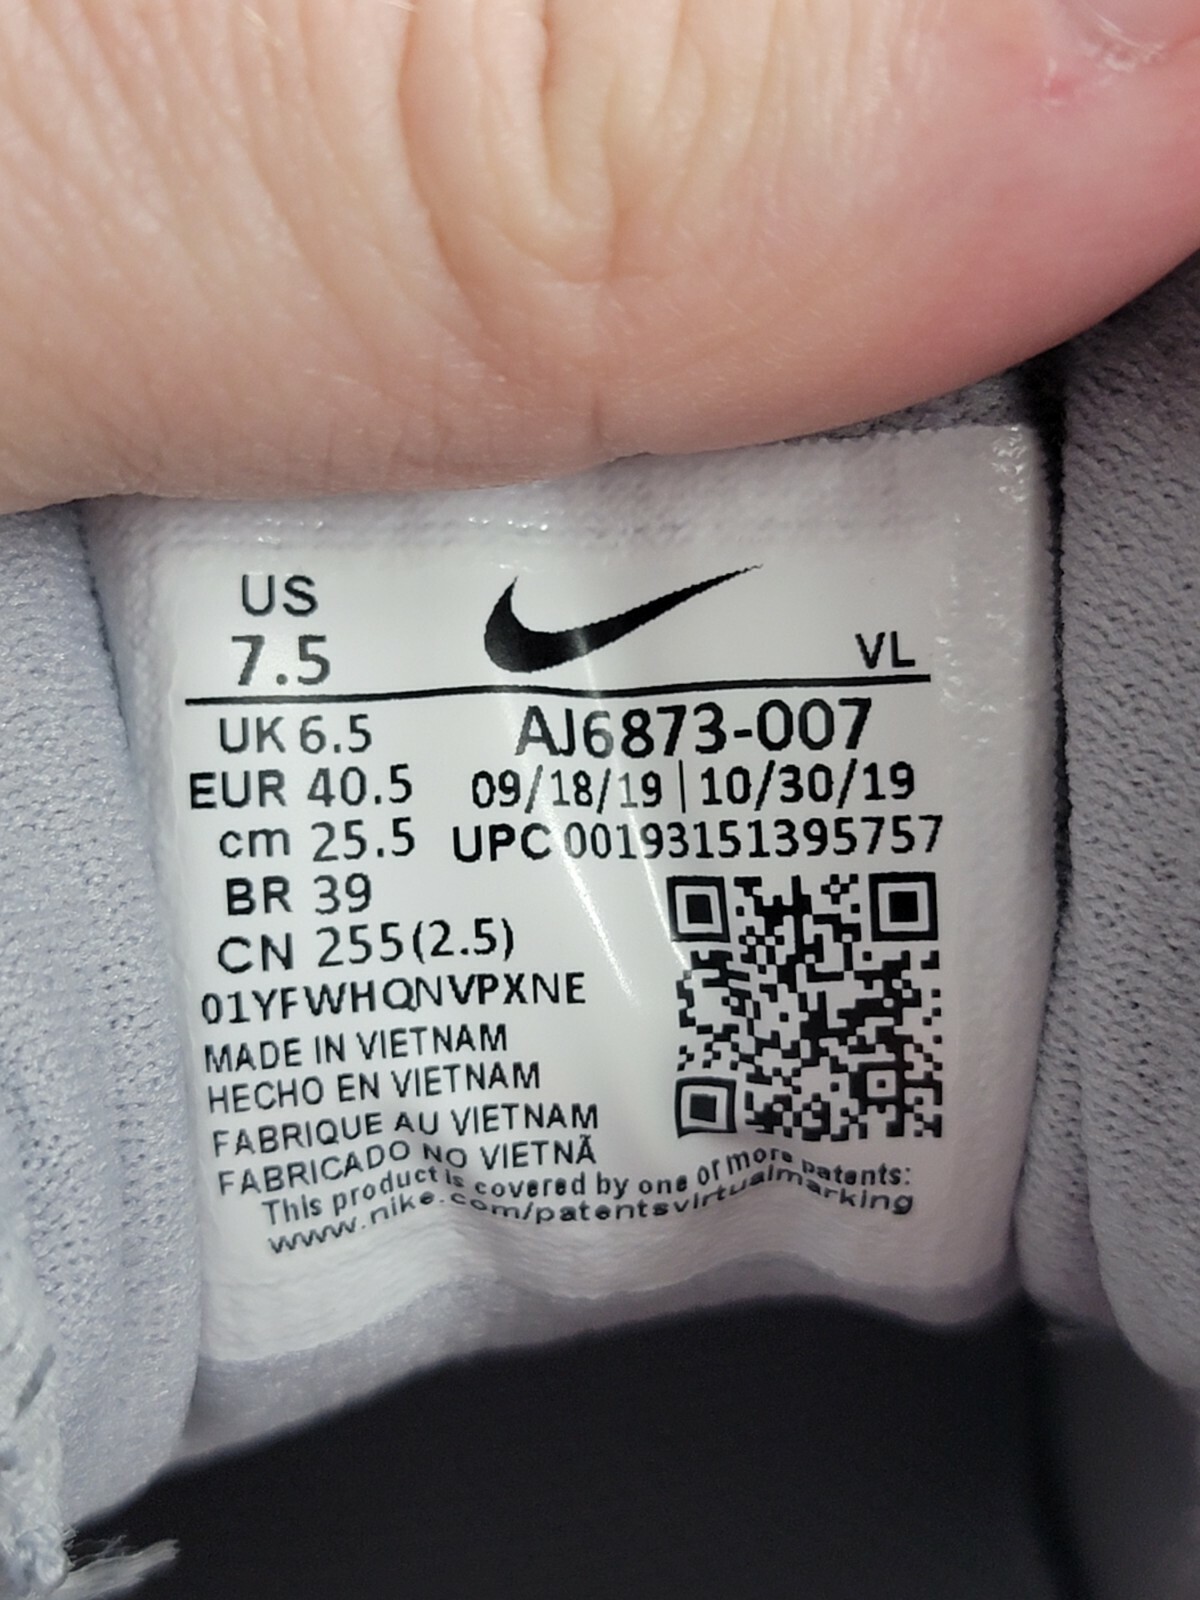 US
7.5
VL
UK 6.5
AJ6873-007
EUR 40.5
09/18/19 | 10/30/19
cm 25.5
UPC 00193151395757
BR 39
CN 255(2.5)
01YFWHQNVPXNE
MADE IN VIETNAM
HECHO EN VIETNAM
FABRIQUE AU VIETNAM
FABRICADO NO VIETNÃ
This product is covered by one or more patents:
www.nike.com/patentsvirtualmarking